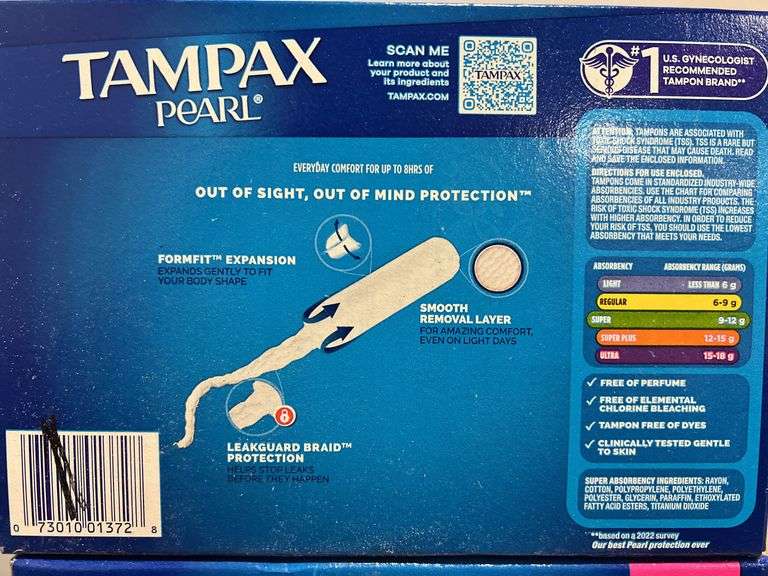 TAMPAX
PEARL®
SCAN ME
Learn more about
your product and
its ingredients
TAMPAX.COM
TAMPAX
#1
U.S. GYNECOLOGIST
RECOMMENDED
TAMPON BRAND**
ATTENTION: TAMPONS ARE ASSOCIATED WITH
TOXIC SHOCK SYNDROME (TSS). TSS IS A RARE BUT
SERIOUS DISEASE THAT MAY CAUSE DEATH. READ
AND SAVE THE ENCLOSED INFORMATION.
DIRECTIONS FOR USE ENCLOSED.
TAMPONS COME IN STANDARDIZED INDUSTRY-WIDE
ABSORBENCIES. USE THE CHART FOR COMPARING
ABSORBENCIES OF ALL INDUSTRY PRODUCTS. THE
RISK OF TOXIC SHOCK SYNDROME (TSS) INCREASES
WITH HIGHER ABSORBENCY. IN ORDER TO REDUCE
YOUR RISK OF TSS, YOU SHOULD USE THE LOWEST
ABSORBENCY THAT MEETS YOUR NEEDS.
EVERYDAY COMFORT FOR UP TO 8HRS OF
OUT OF SIGHT, OUT OF MIND PROTECTION™
FORMFIT™ EXPANSION
EXPANDS GENTLY TO FIT
YOUR BODY SHAPE
SMOOTH
REMOVAL LAYER
FOR AMAZING COMFORT,
EVEN ON LIGHT DAYS
LEAKGUARD BRAID™
PROTECTION
HELPS STOP LEAKS
BEFORE THEY HAPPEN
ABSORBENCY ABSORBENCY RANGE (GRAMS)
LIGHT LESS THAN 6 g
REGULAR 6-9 g
SUPER 9-12 g
SUPER PLUS 12-15 g
ULTRA 15-18 g
FREE OF PERFUME
FREE OF ELEMENTAL
CHLORINE BLEACHING
TAMPON FREE OF DYES
CLINICALLY TESTED GENTLE
TO SKIN
SUPER ABSORBENCY INGREDIENTS: RAYON,
COTTON, POLYPROPYLENE, POLYETHYLENE,
POLYESTER, GLYCERIN, PARAFFIN, ETHOXYLATED
FATTY ACID ESTERS, TITANIUM DIOXIDE
**based on a 2022 survey
Our best Pearl protection ever
0 73010 01372 8